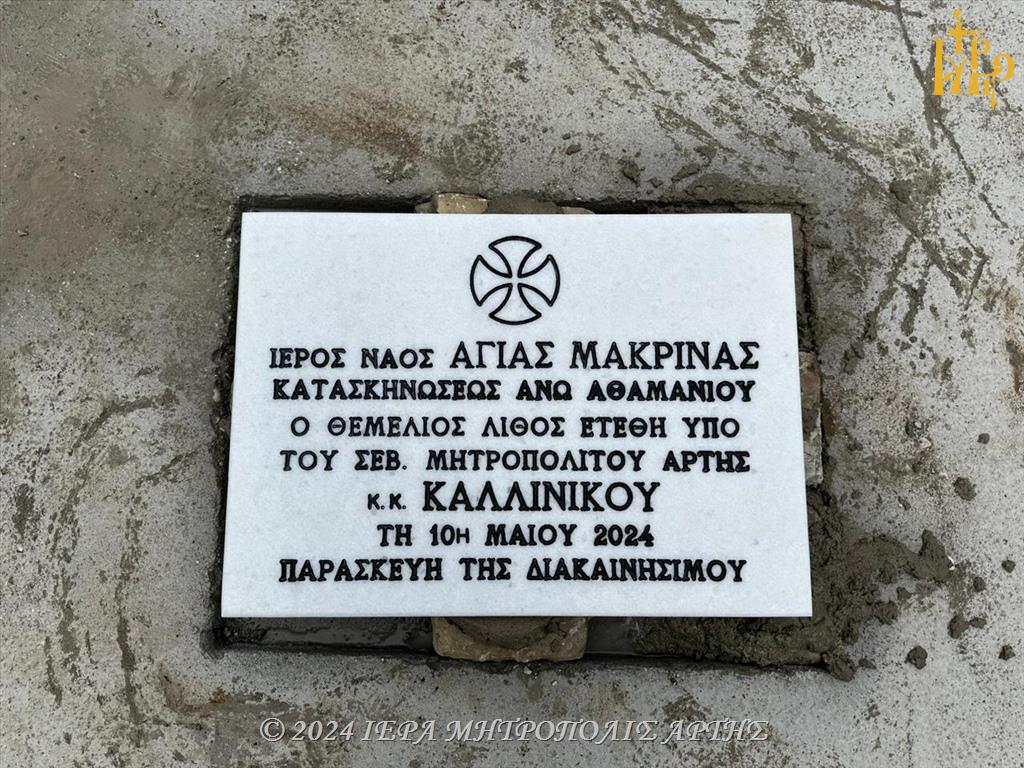 ΙΕΡΟΣ ΝΑΟΣ ΑΓΙΑΣ ΜΑΚΡΙΝΑΣ
ΚΑΤΑΣΚΗΝΩΣΕΩΣ ΑΝΩ ΑΘΑΜΑΝΙΟΥ
Ο ΘΕΜΕΛΙΟΣ ΛΙΘΟΣ ΕΤΕΘΗ ΥΠΟ
ΤΟΥ ΣΕΒ. ΜΗΤΡΟΠΟΛΙΤΟΥ ΑΡΤΗΣ
Κ.Κ. ΚΑΛΛΙΝΙΚΟΥ
ΤΗ 10Η ΜΑΙΟΥ 2024
ΠΑΡΑΣΚΕΥΗ ΤΗΣ ΔΙΑΚΑΙΝΗΣΙΜΟΥ
© 2024 ΙΕΡΑ ΜΗΤΡΟΠΟΛΙΣ ΑΡΤΗΣ